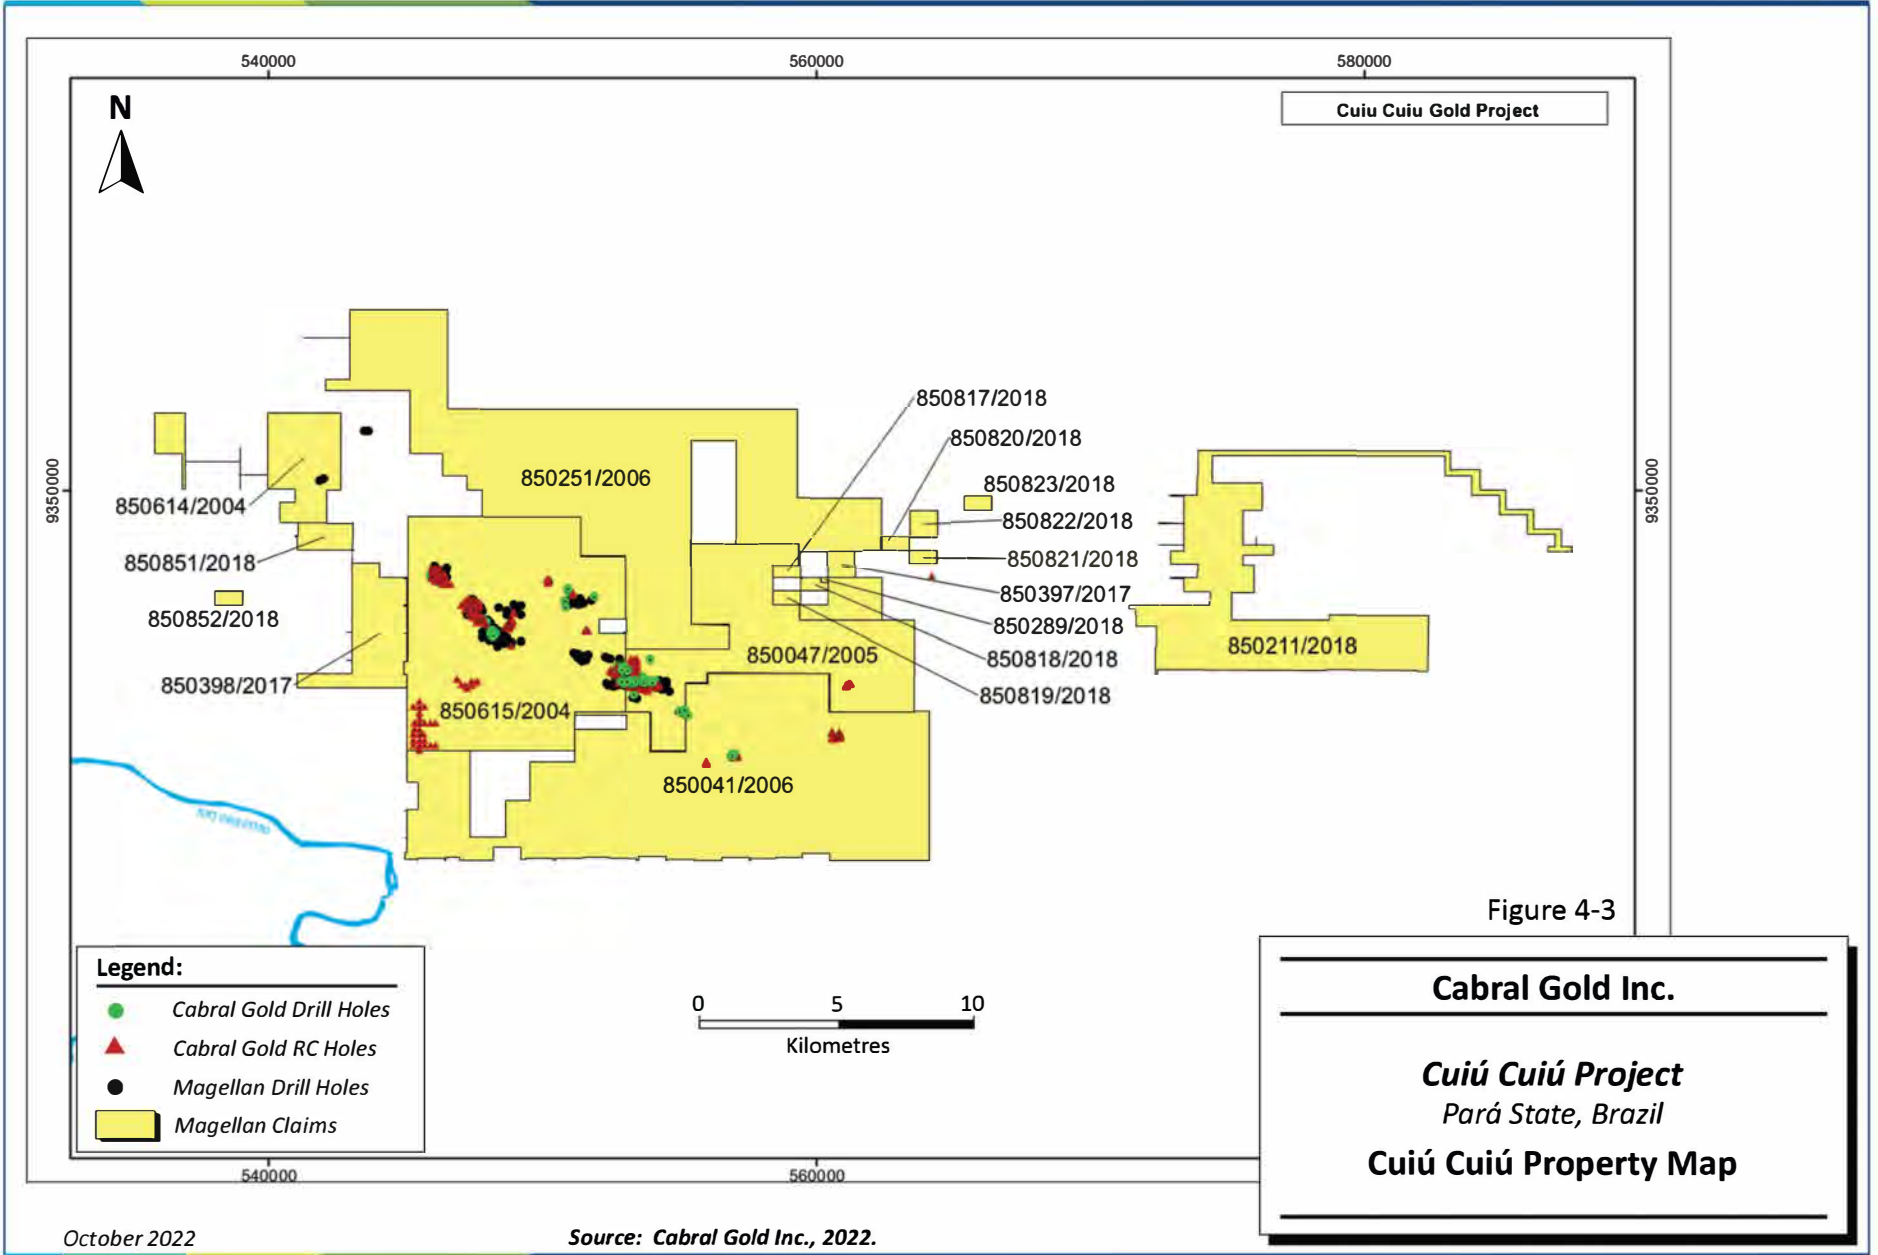 540000
560000
580000
N
Cuiu Cuiu Gold Project
850817/2018
850820/2018
9350000
9350000
850251/2006
850823/2018
850614/2004
850822/2018
850851/2018
850821/2018
850397/2017
850852/2018
850289/2018
850047/2005
850818/2018
850211/2018
850398/2017
850819/2018
850615/2004
850041/2006
Figure 4-3
Legend:
Cabral Gold Drill Holes
Cabral Gold RC Holes
Magellan Drill Holes
Magellan Claims
0 5 10
Kilometres
Cabral Gold Inc.
Cuiú Cuiú Project
Pará State, Brazil
Cuiú Cuiú Property Map
540000
560000
October 2022
Source: Cabral Gold Inc., 2022.